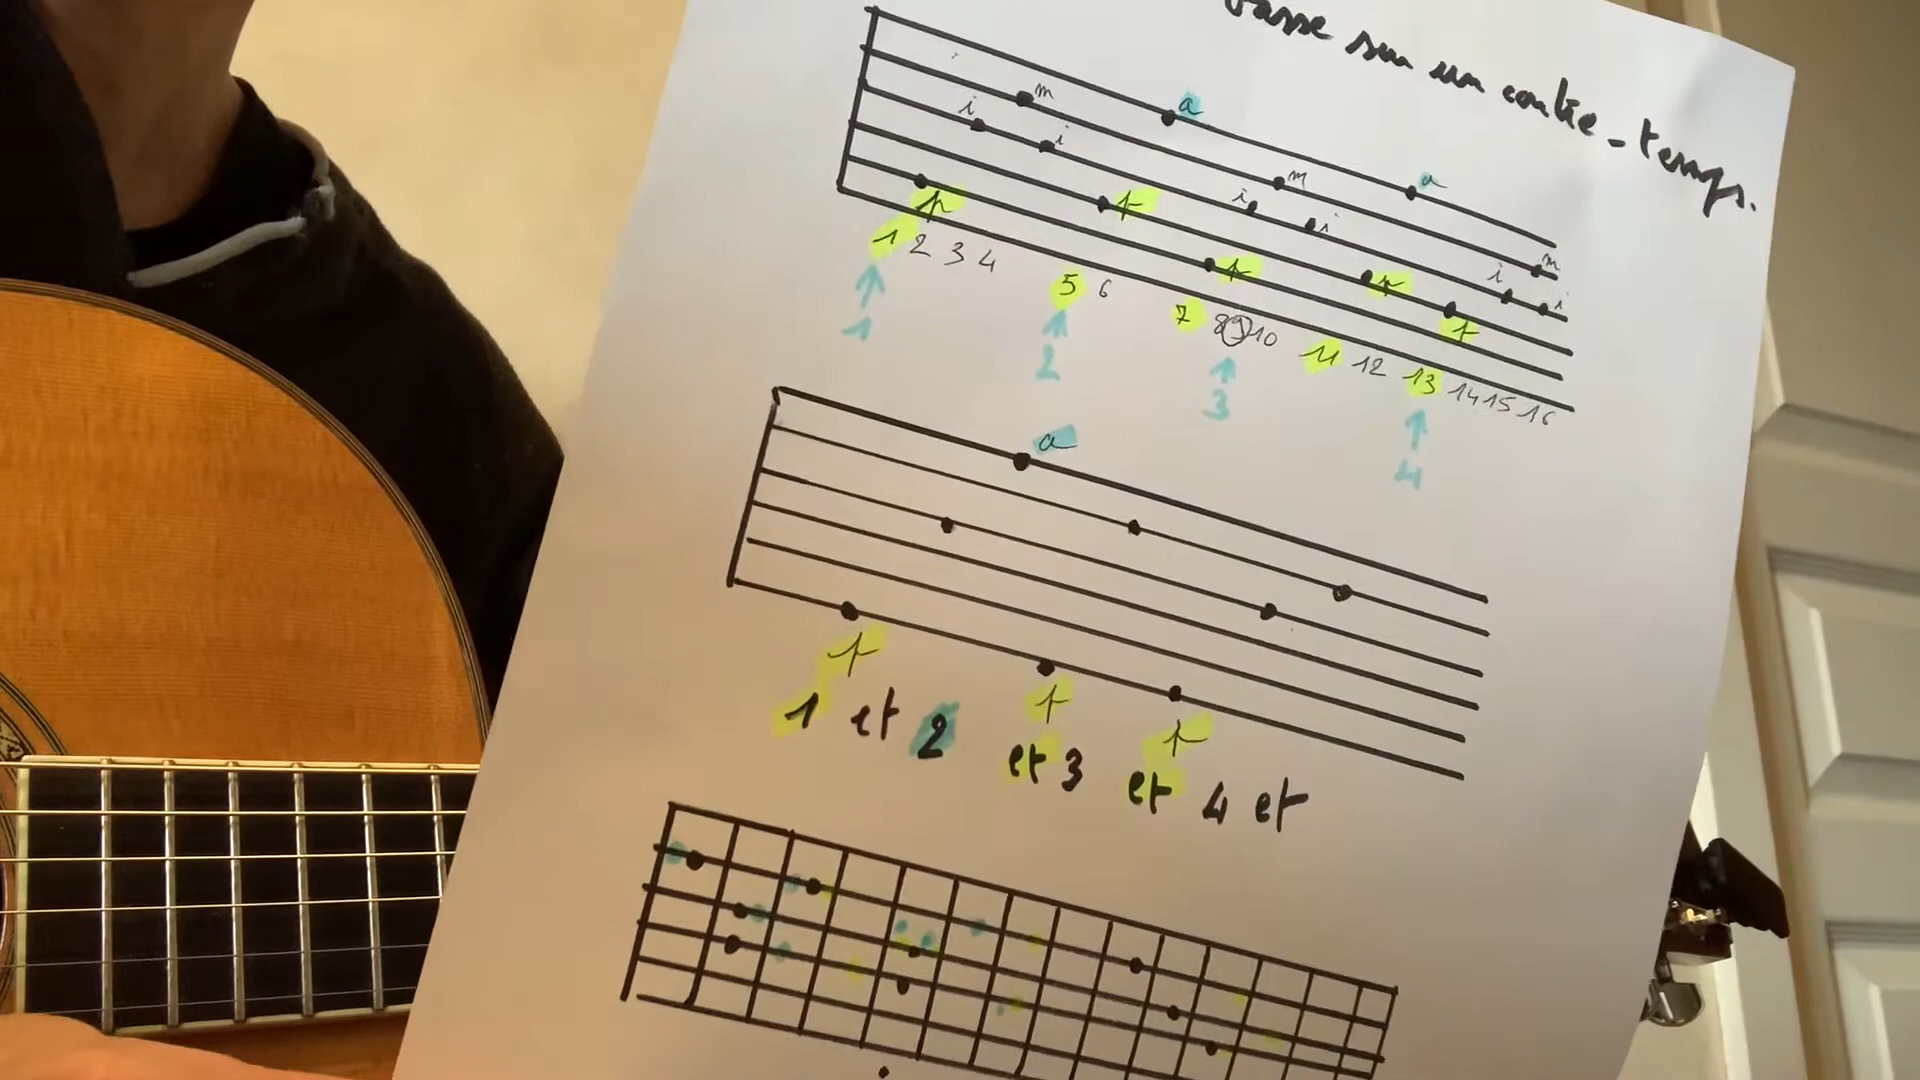 basse sur un contre-temps.
m a
i i m a
i i m
p p i i
p p
1 2 3 4 5 6 7 8 9 10 11 12 13 14 15 16
p
1 2 3 4
a
p p p
1 et 2 et 3 et 4 et